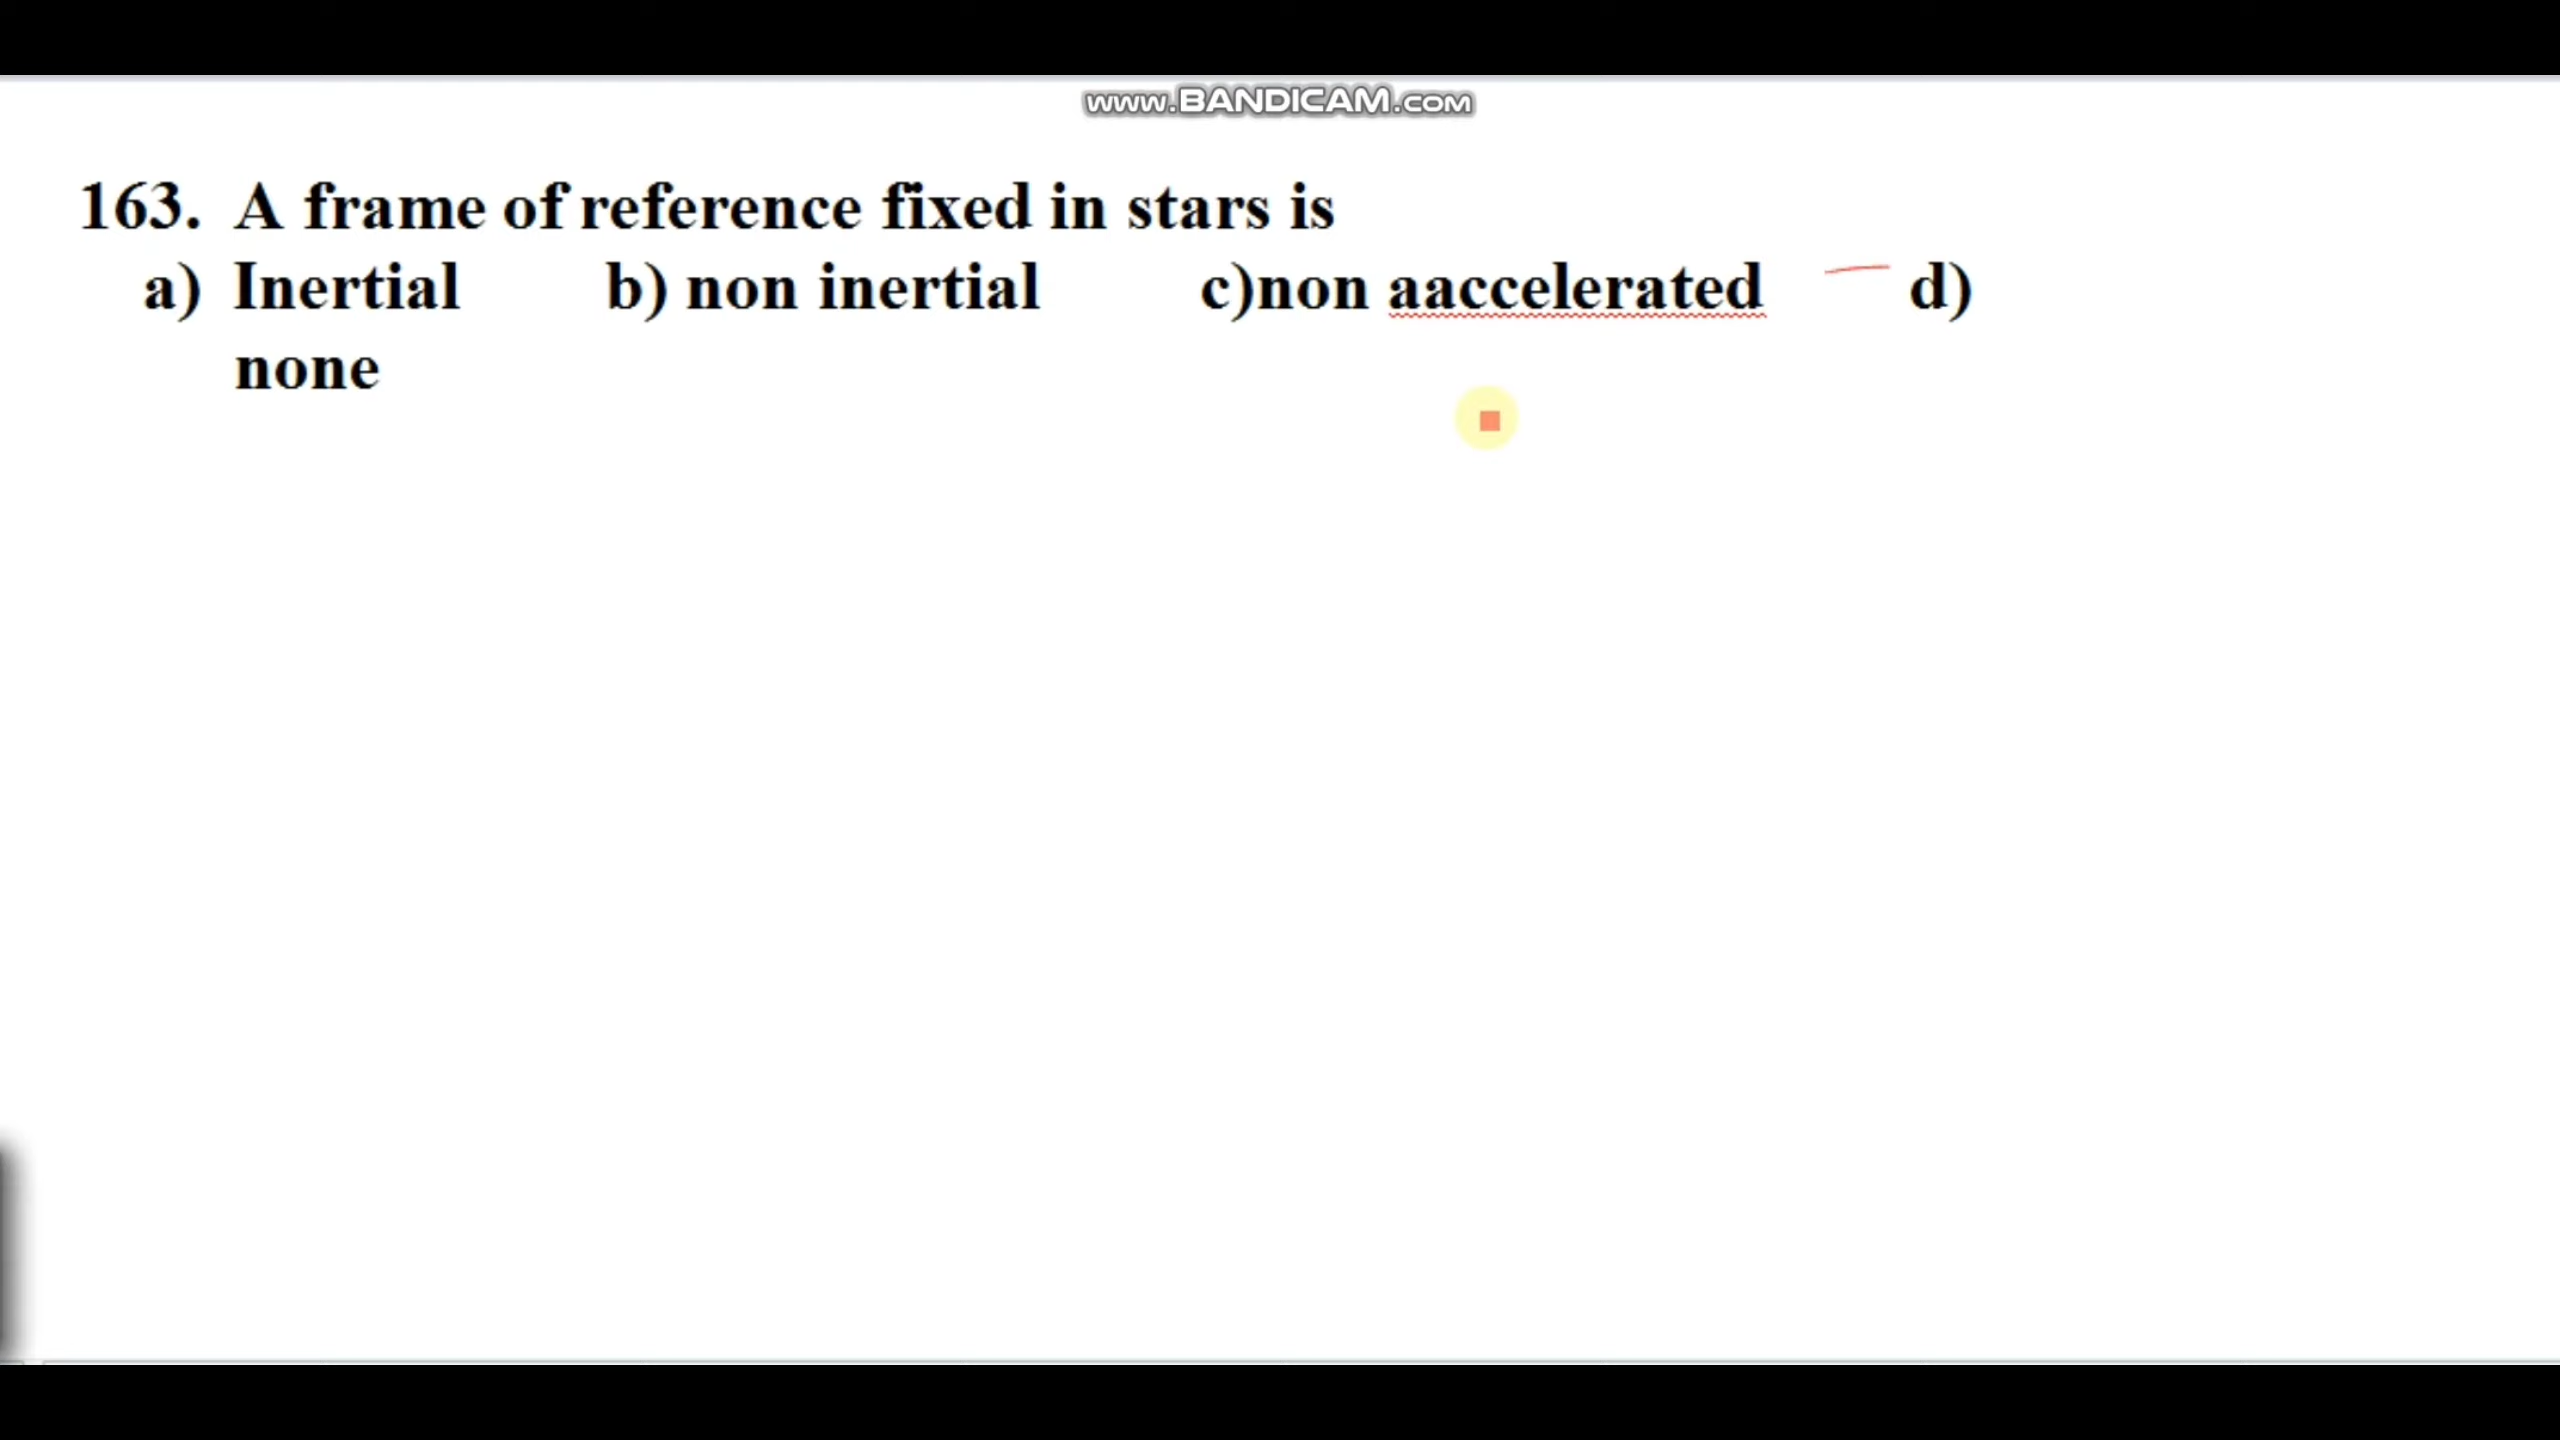 www.BANDICAM.com
163. A frame of reference fixed in stars is
a) Inertial b) non inertial c)non aaccelerated d)
none